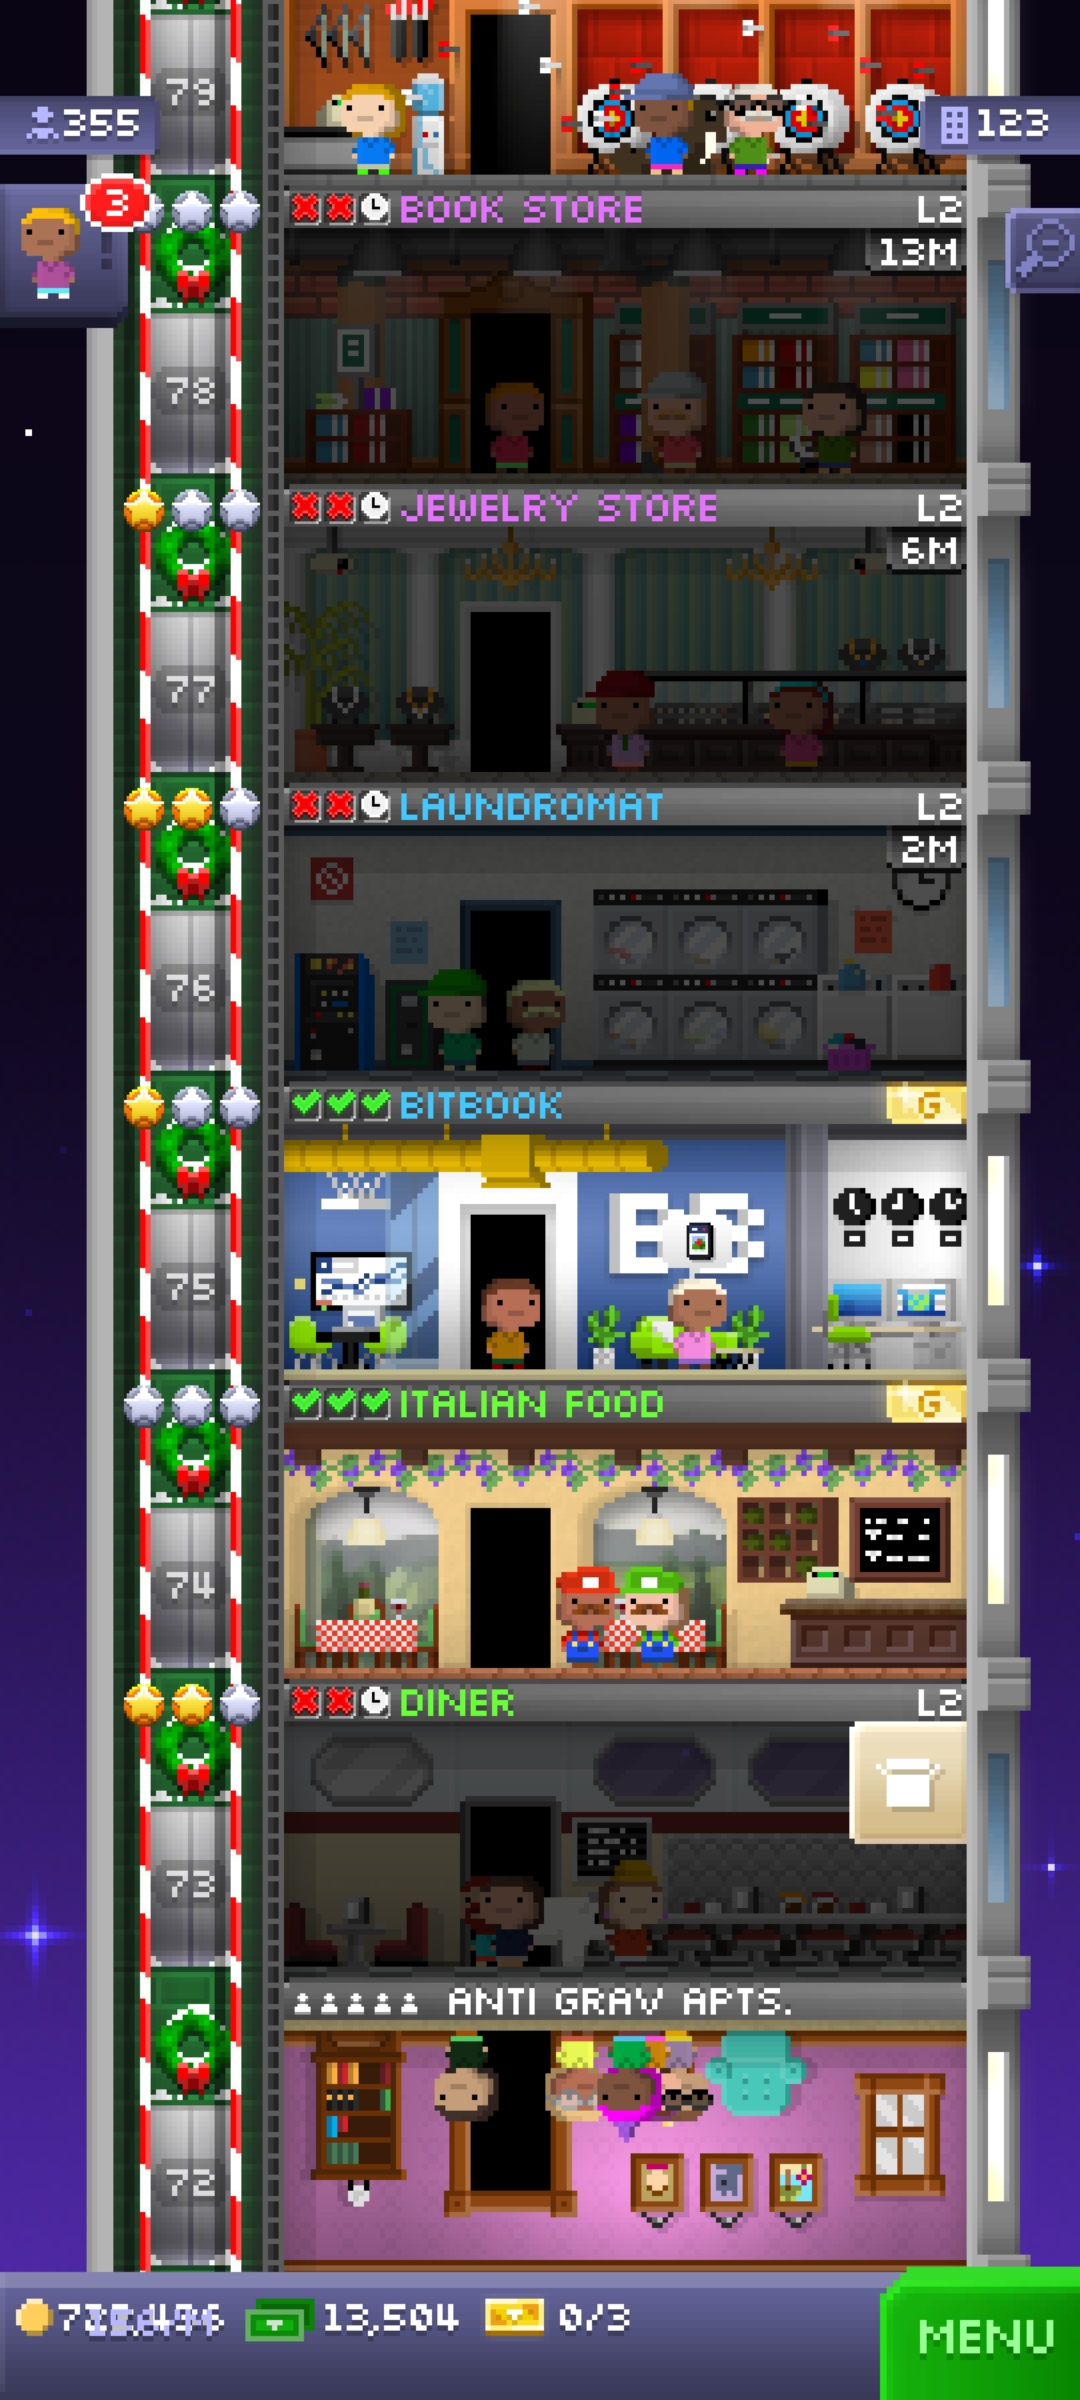 79
355
123
3
BOOK STORE L2
13M
78
JEWELRY STORE L2
6M
77
LAUNDROMAT L2
2M
76
BITBOOK G
75
ITALIAN FOOD G
74
DINER L2
73
ANTI GRAV APTS.
72
13,504 0/3
MENU